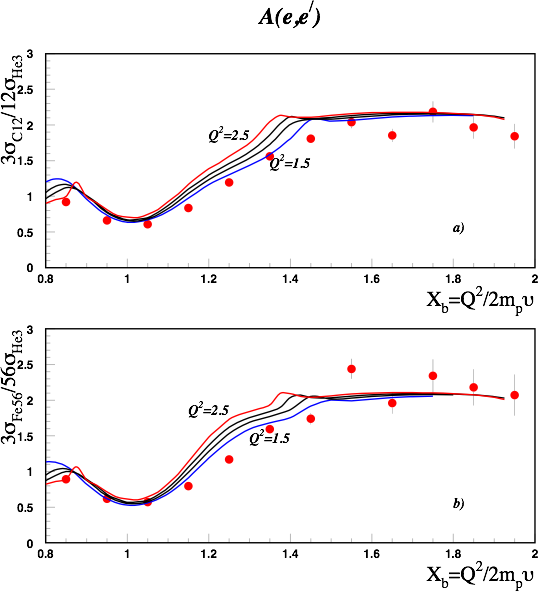 A(e,e/)
3σC12/12σHe3
3
2.5
2
1.5
1
0.5
0
Q2=2.5
Q2=1.5
a)
0.8 1 1.2 1.4 1.6 1.8 2
Xb=Q2/2mpυ
3σFe56/56σHe3
3
2.5
2
1.5
1
0.5
0
Q2=2.5
Q2=1.5
b)
0.8 1 1.2 1.4 1.6 1.8 2
Xb=Q2/2mpυ